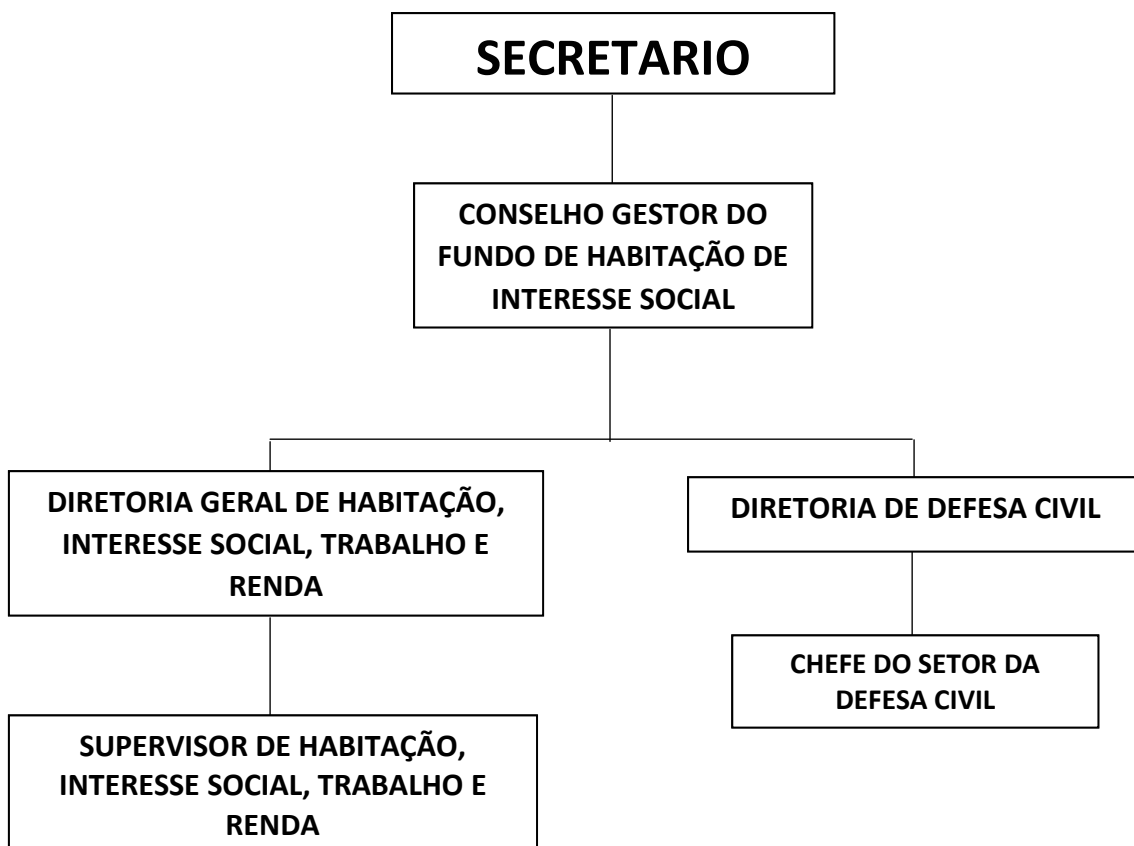 SECRETARIO
CONSELHO GESTOR DO
FUNDO DE HABITAÇÃO DE
INTERESSE SOCIAL
DIRETORIA GERAL DE HABITAÇÃO,
INTERESSE SOCIAL, TRABALHO E
RENDA
DIRETORIA DE DEFESA CIVIL
CHEFE DO SETOR DA
DEFESA CIVIL
SUPERVISOR DE HABITAÇÃO,
INTERESSE SOCIAL, TRABALHO E
RENDA